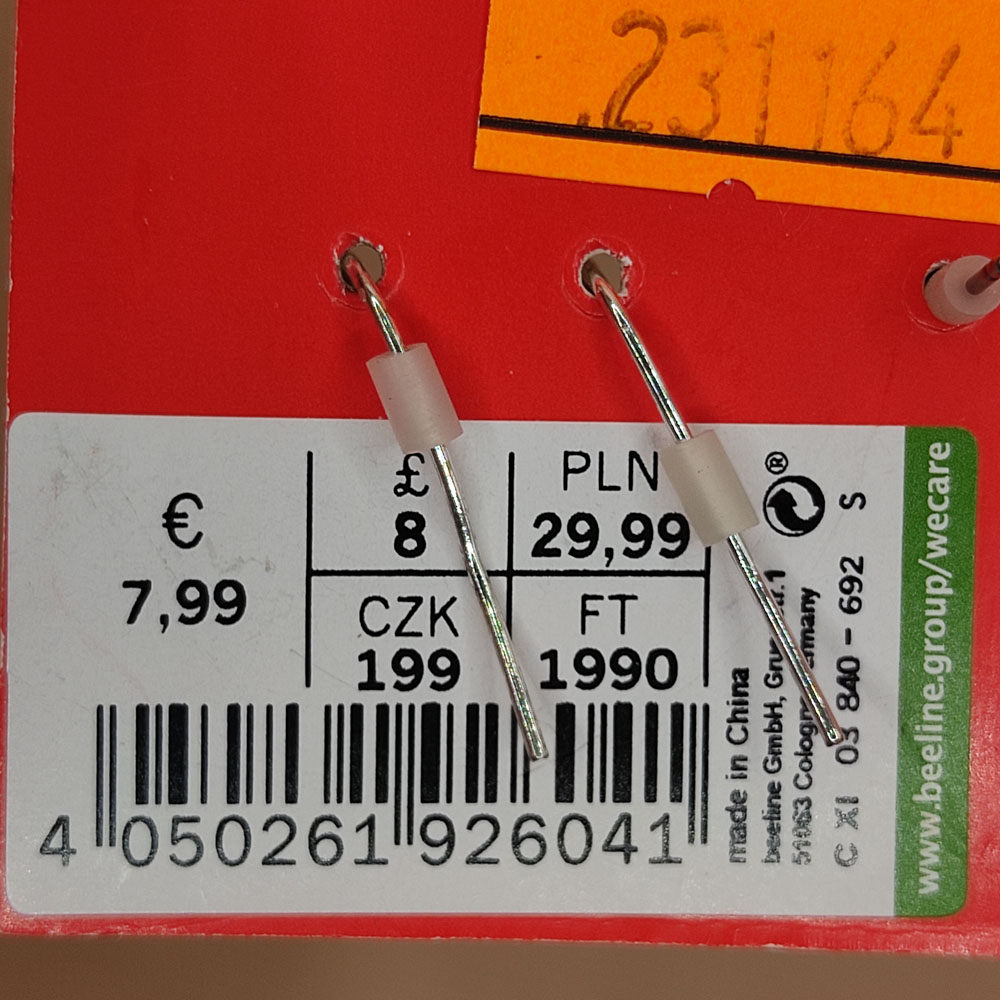 231164
€
7,99
£
8
PLN
29,99
CZK
199
FT
1990
4 050261 926041
made in China
beeline GmbH,
51063
C XI 03 840-692 S
www.beeline.group/wecare